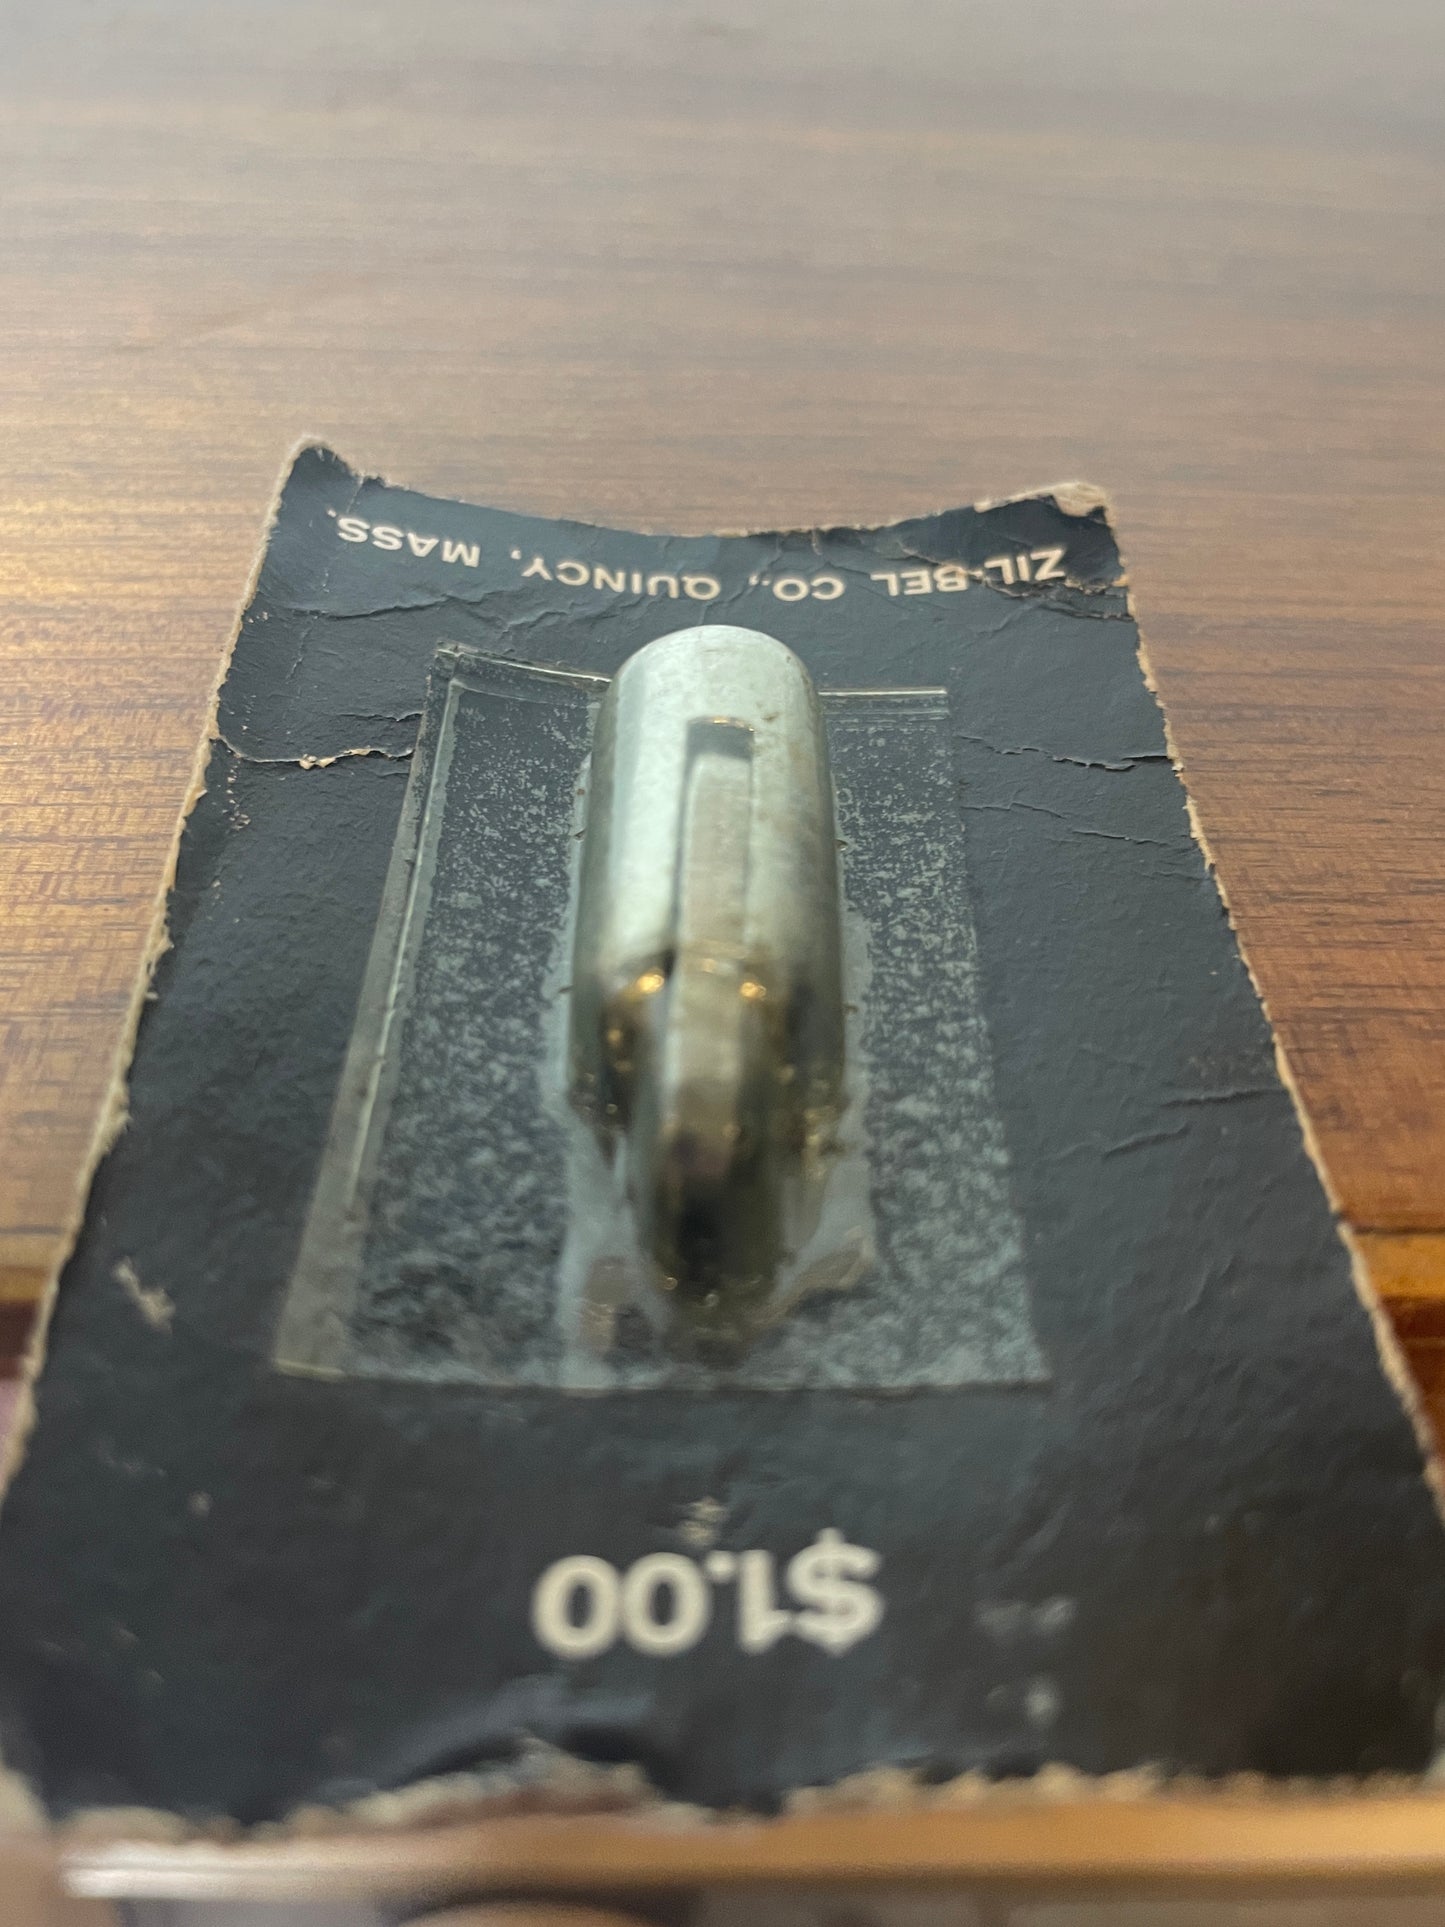 $1.00
ZIL-BEL CO., QUINCY, MASS.